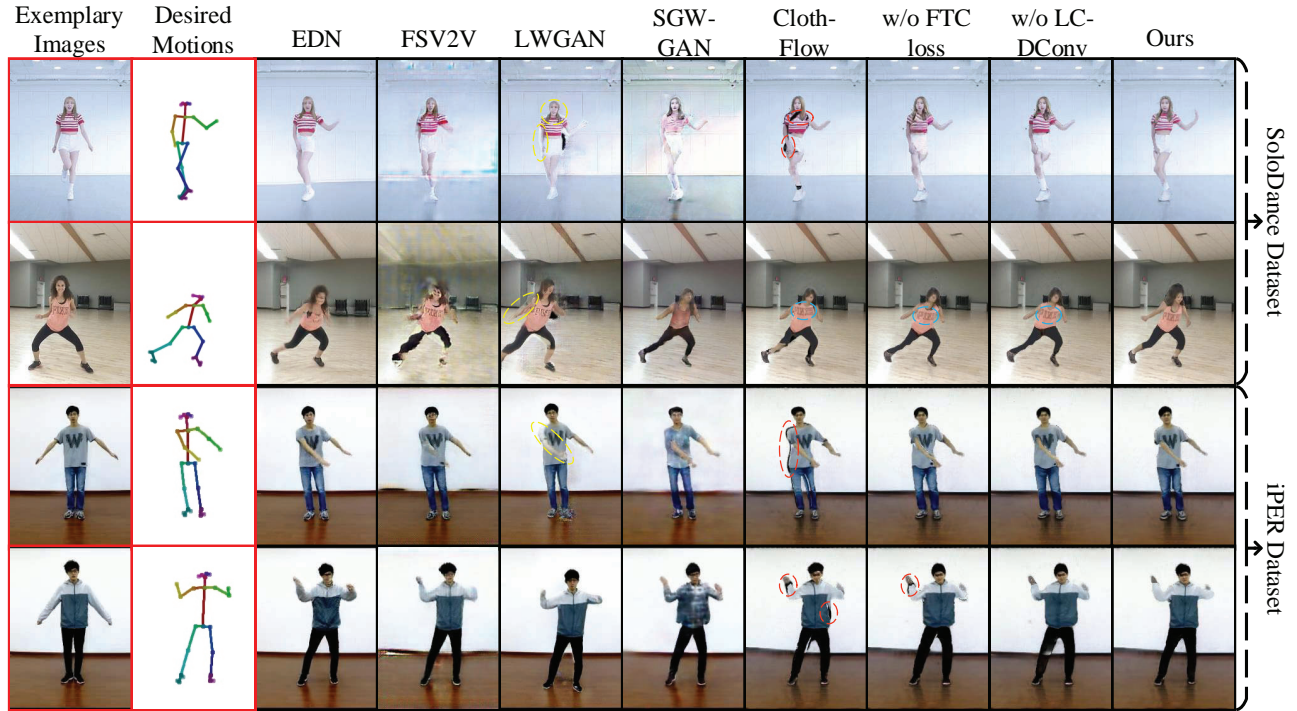 Exemplary
Images
Desired
Motions
EDN
FSV2V
LWGAN
SGW-
GAN
Cloth-
Flow
w/o FTC
loss
w/o LC-
DConv
Ours
SoloDance Dataset
iPER Dataset
W
W
W
W
W
W
W
W